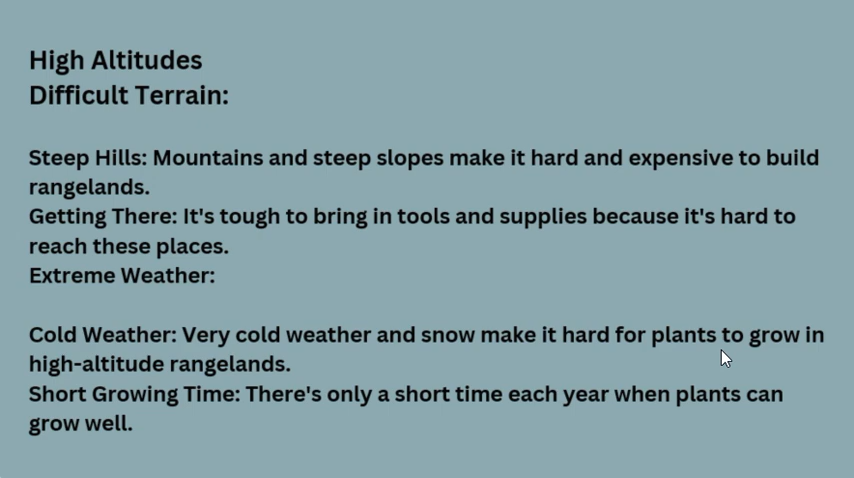 High Altitudes
Difficult Terrain:
Steep Hills: Mountains and steep slopes make it hard and expensive to build
rangelands.
Getting There: It's tough to bring in tools and supplies because it's hard to
reach these places.
Extreme Weather:
Cold Weather: Very cold weather and snow make it hard for plants to grow in
high-altitude rangelands.
Short Growing Time: There's only a short time each year when plants can
grow well.